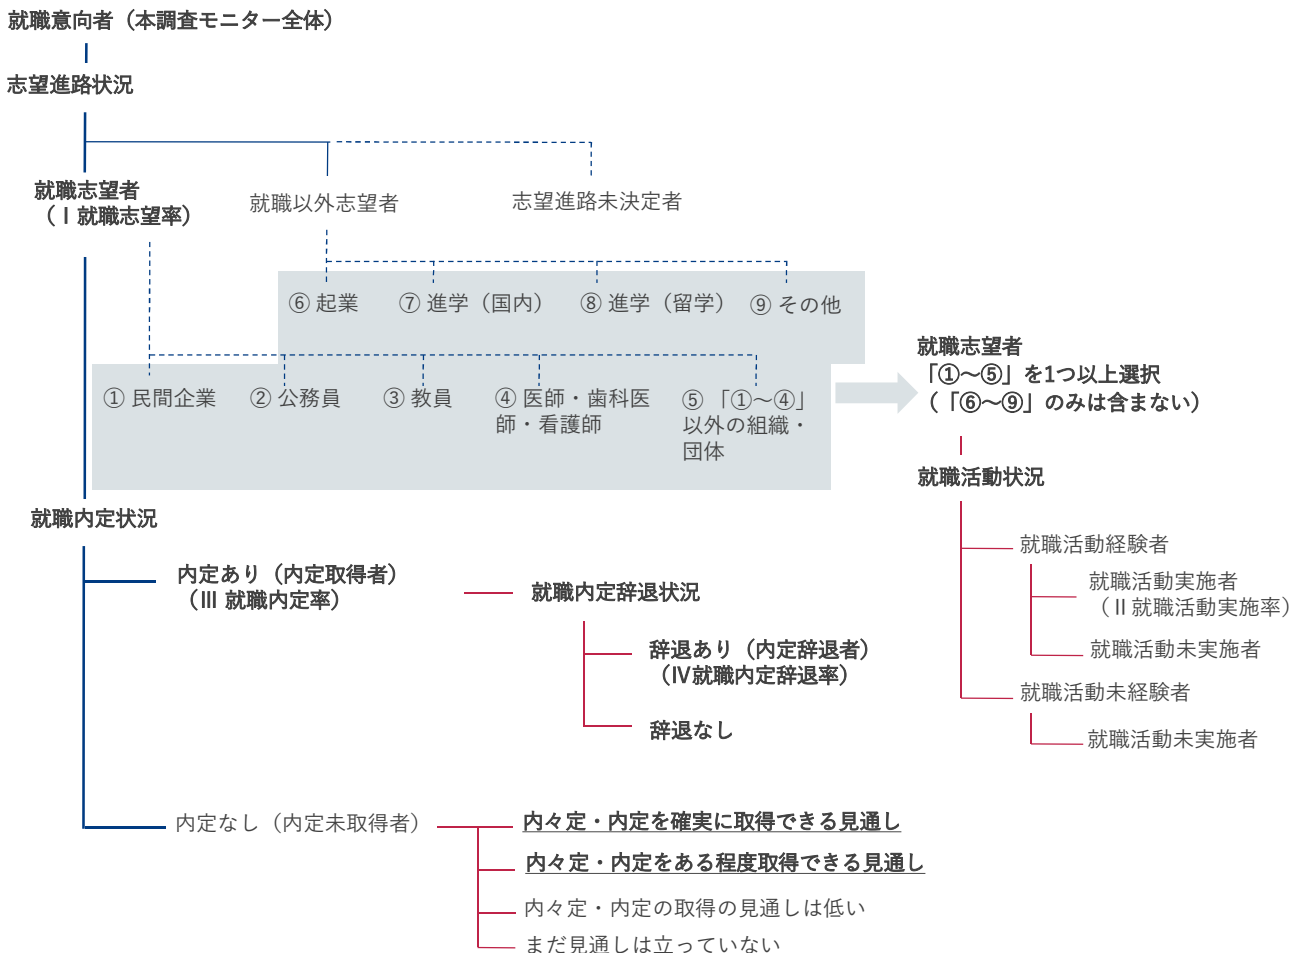 就職意向者（本調査モニター全体）
志望進路状況
就職志望者
（Ⅰ就職志望率）
就職以外志望者
志望進路未決定者
⑥ 起業
⑦ 進学（国内）
⑧ 進学（留学）
⑨ その他
① 民間企業
② 公務員
③ 教員
④ 医師・歯科医
師・看護師
⑤ 「①～④」
以外の組織・
団体
就職志望者
「①～⑤」を1つ以上選択
（「⑥～⑨」のみは含まない）
就職活動状況
就職活動経験者
就職活動実施者
（Ⅱ就職活動実施率）
就職活動未実施者
就職活動未経験者
就職活動未実施者
就職内定状況
内定あり（内定取得者）
（Ⅲ 就職内定率）
就職内定辞退状況
辞退あり（内定辞退者）
（Ⅳ就職内定辞退率）
辞退なし
内定なし（内定未取得者）
内々定・内定を確実に取得できる見通し
内々定・内定をある程度取得できる見通し
内々定・内定の取得の見通しは低い
まだ見通しは立っていない